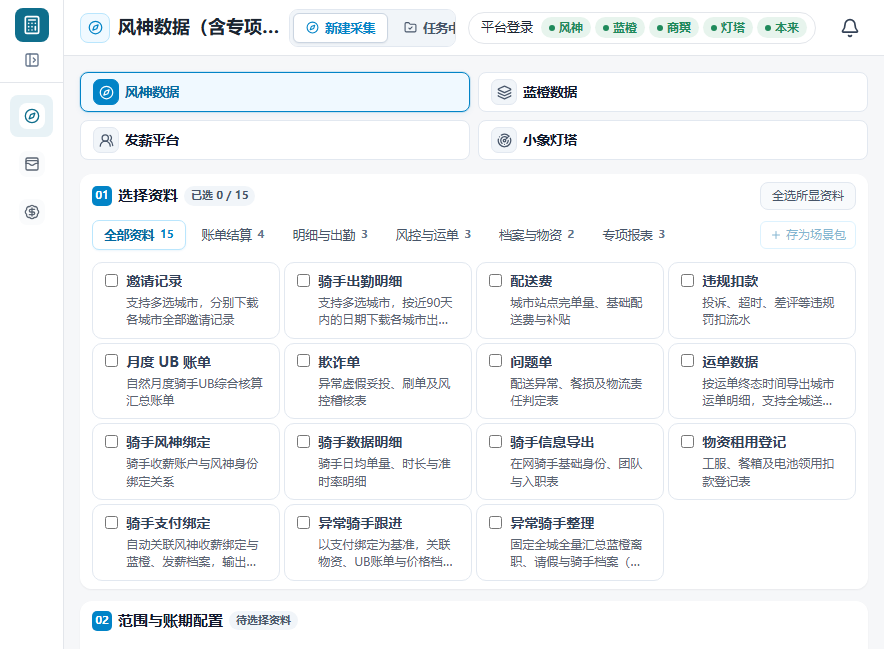 风神数据（含专项...
新建采集
任务中
平台登录
风神
蓝橙
商翼
灯塔
本来
风神数据
蓝橙数据
发薪平台
小象灯塔
01 选择资料 已选 0 / 15
全选所显资料
全部资料 15
账单结算 4
明细与出勤 3
风控与运单 3
档案与物资 2
专项报表 3
+ 存为场景包
邀请记录
支持多选城市，分别下载
各城市全部邀请记录
骑手出勤明细
支持多选城市，按近90天
内的日期下载各城市出...
配送费
城市站点完单量、基础配
送费与补贴
违规扣款
投诉、超时、差评等违规
罚扣流水
月度 UB 账单
自然月度骑手UB综合核算
汇总账单
欺诈单
异常虚假妥投、刷单及风
控稽核表
问题单
配送异常、餐损及物流责
任判定表
运单数据
按运单终态时间导出城市
运单明细，支持全城送...
骑手风神绑定
骑手收薪账户与风神身份
绑定关系
骑手数据明细
骑手日均单量、时长与准
时率明细
骑手信息导出
在网骑手基础身份、团队
与入职表
物资租用登记
工服、餐箱及电池领用扣
款登记表
骑手支付绑定
自动关联风神收薪绑定与
蓝橙、发薪档案，输出...
异常骑手跟进
以支付绑定为基准，关联
物资、UB账单与价格档...
异常骑手整理
固定全城全量汇总蓝橙离
职、请假与骑手档案（...
02 范围与账期配置 待选择资料